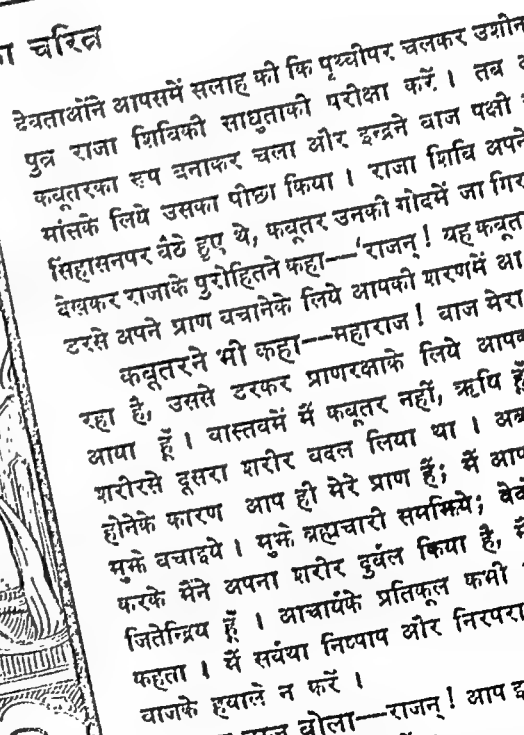 चरित्र
देवताओंने आपसमें सलाह की कि पृथ्वीपर चलकर उशीन
पुत्र राजा शिविकी साधुताकी परीक्षा करें । तब
कबूतरका रूप बनाकर चला और इन्द्रने बाज पक्षी
मांसके लिये उसका पीछा किया । राजा शिवि अपने
सिंहासनपर बैठे हुए थे, कबूतर उनकी गोदमें जा गिर
देखकर राजाके पुरोहितने कहा—'राजन् ! यह कबूत
डरसे अपने प्राण बचानेके लिये आपकी शरणमें आ
कबूतरने भी कहा—महाराज ! बाज मेरा
रहा है, उससे डरकर प्राणरक्षाके लिये आपक
आया हूँ । वास्तवमें मैं कबूतर नहीं, ऋषि हूँ
शरीरसे दूसरा शरीर बदल लिया था । अब
होनेके कारण आप ही मेरे प्राण हैं; मैं आप
मुझे बचाइये । मुझे ब्रह्मचारी समझिये; वेदो
करके मैंने अपना शरीर दुर्बल किया है, मैं
जितेन्द्रिय हूँ । आचार्यके प्रतिकूल कभी
कहता । मैं सर्वथा निष्पाप और निरपरा
बाजके हवाले न करें ।
बाज बोला—राजन् ! आप इ